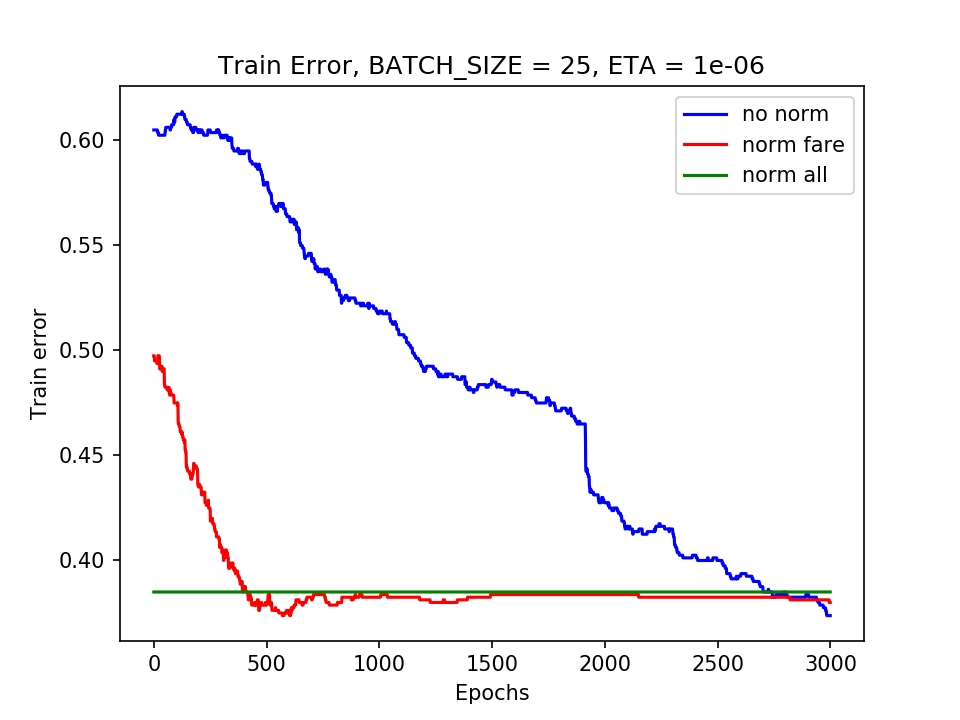 Train Error, BATCH_SIZE = 25, ETA = 1e-06
no norm
norm fare
norm all
0.60
0.55
0.50
0.45
0.40
Train error
0 500 1000 1500 2000 2500 3000
Epochs